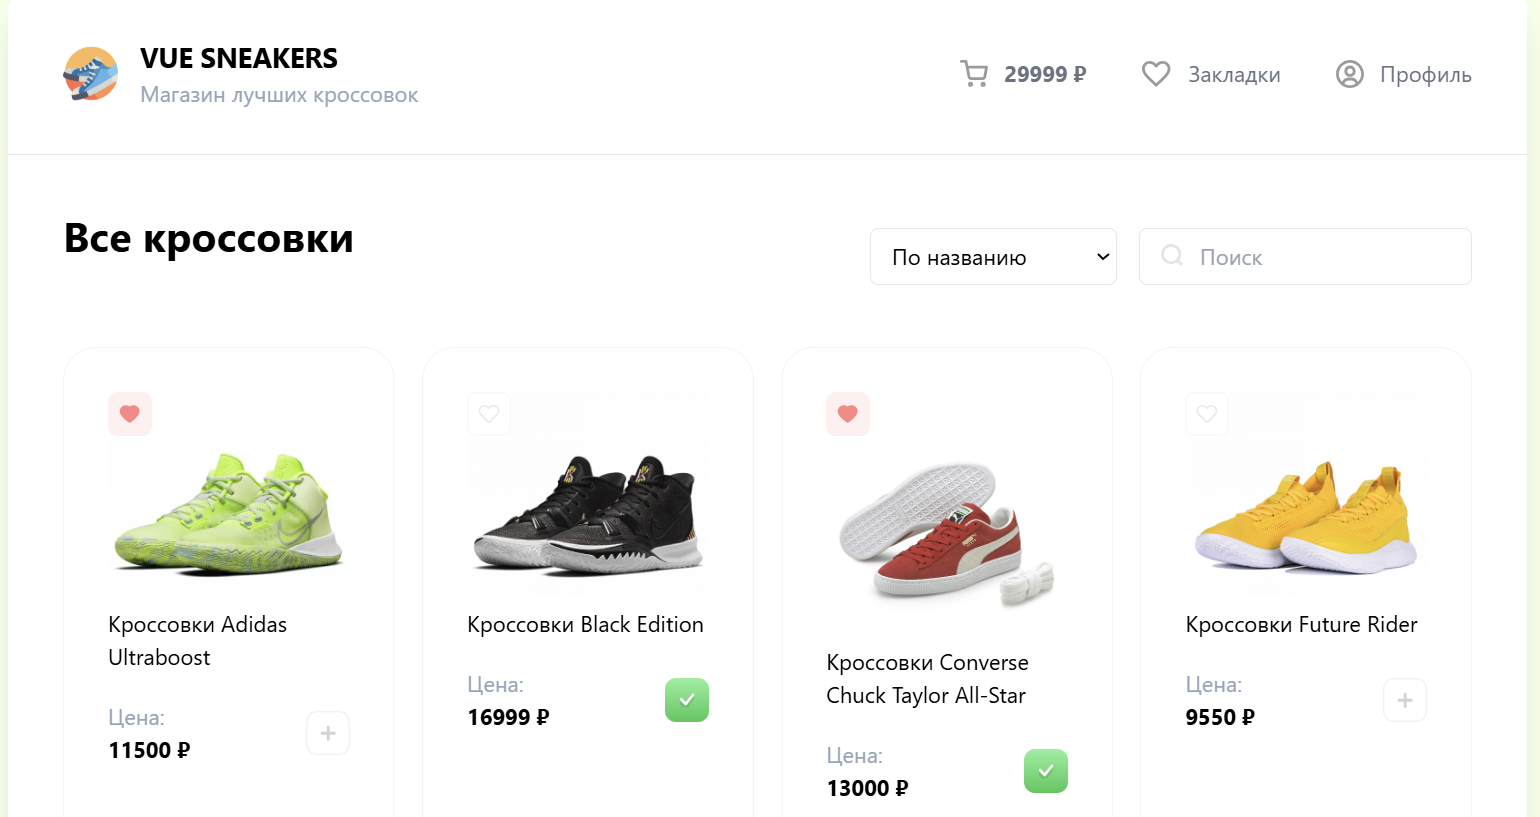 VUE SNEAKERS
Магазин лучших кроссовок
29999 ₽
Закладки
Профиль
Все кроссовки
По названию
Поиск
Кроссовки Adidas
Ultraboost
Цена:
11500 ₽
Кроссовки Black Edition
Цена:
16999 ₽
Кроссовки Converse
Chuck Taylor All-Star
Цена:
13000 ₽
Кроссовки Future Rider
Цена:
9550 ₽